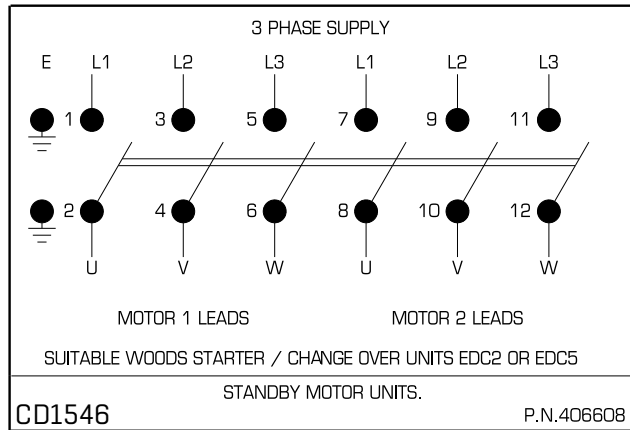 3 PHASE SUPPLY
E L1 L2 L3 L1 L2 L3
1 3 5 7 9 11
2 4 6 8 10 12
U V W U V W
MOTOR 1 LEADS MOTOR 2 LEADS
SUITABLE WOODS STARTER / CHANGE OVER UNITS EDC2 OR EDC5
STANDBY MOTOR UNITS.
CD1546 P.N.406608